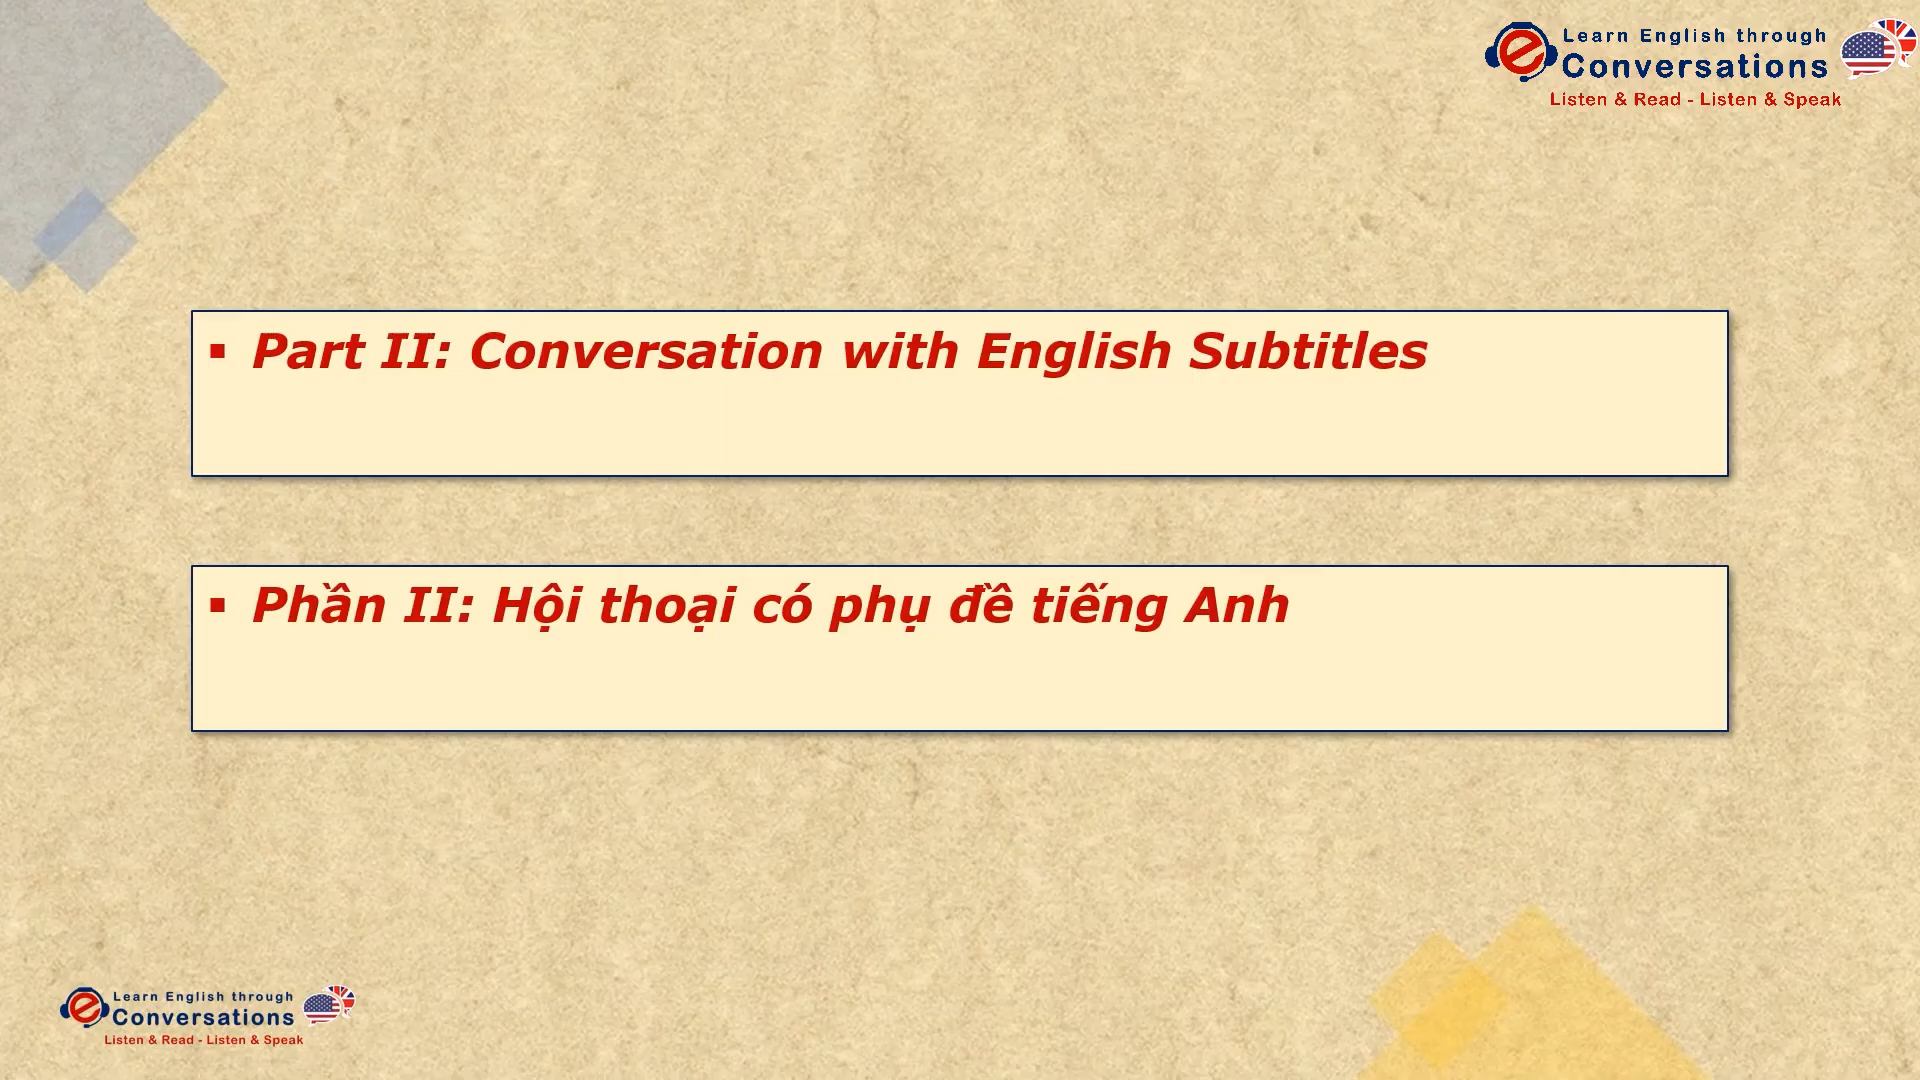 Learn English through
Conversations
Listen & Read - Listen & Speak
▪ Part II: Conversation with English Subtitles
▪ Phần II: Hội thoại có phụ đề tiếng Anh
Learn English through
Conversations
Listen & Read - Listen & Speak